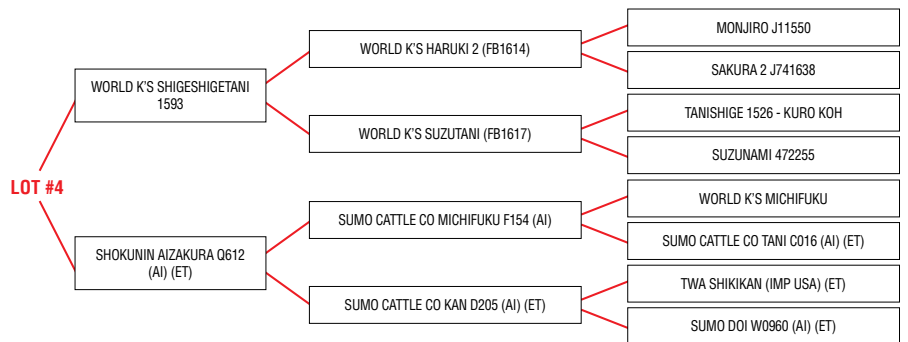 MONJIRO J11550
WORLD K'S HARUKI 2 (FB1614)
SAKURA 2 J741638
WORLD K'S SHIGESHIGETANI
1593
TANISHIGE 1526 - KURO KOH
WORLD K'S SUZUTANI (FB1617)
SUZUNAMI 472255
LOT #4
WORLD K'S MICHIFUKU
SUMO CATTLE CO MICHIFUKU F154 (AI)
SUMO CATTLE CO TANI C016 (AI) (ET)
SHOKUNIN AIZAKURA Q612
(AI) (ET)
TWA SHIKIKAN (IMP USA) (ET)
SUMO CATTLE CO KAN D205 (AI) (ET)
SUMO DOI W0960 (AI) (ET)